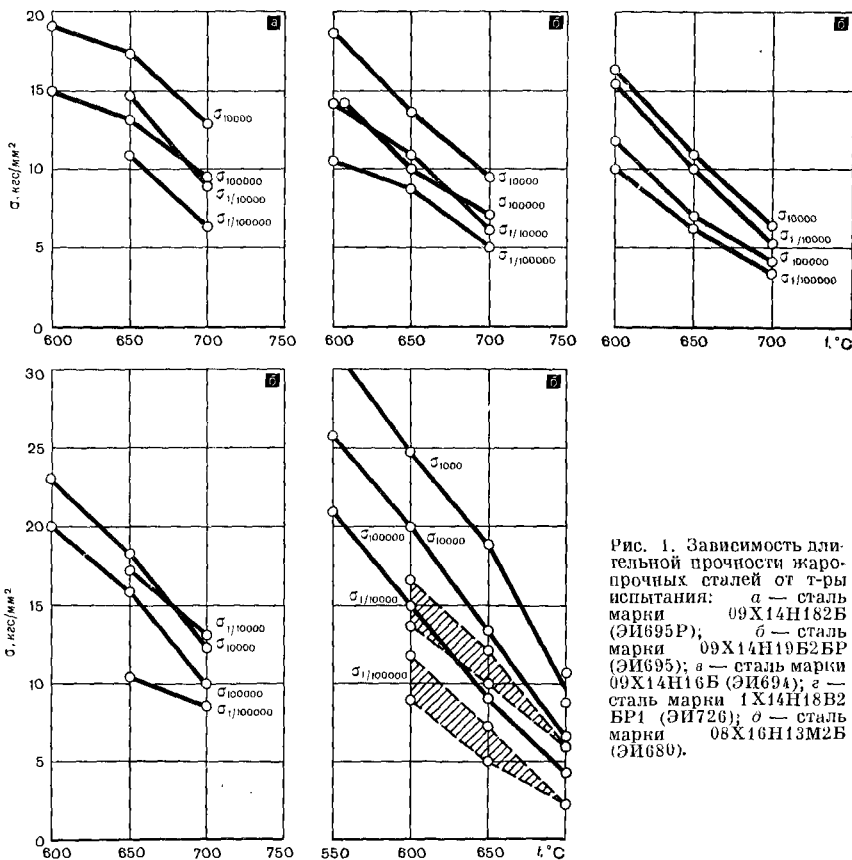 σ, кгс/мм²
20
15
10
5
0
а
σ10000
σ100000
σ1/10000
σ1/100000
600 650 700 750
б
σ10000
σ100000
σ1/10000
σ1/100000
600 650 700 750
б
σ10000
σ1/10000
σ100000
σ1/100000
600 650 700 t,°C
σ, кгс/мм²
30
25
20
15
10
5
0
б
σ1/10000
σ10000
σ100000
σ1/100000
600 650 700 750
б
σ1000
σ10000
σ100000
σ1/10000
σ1/100000
550 600 650 t,°C
Рис. 1. Зависимость дли-
тельной прочности жаро-
прочных сталей от т-ры
испытания: а — сталь
марки 09Х14Н182Б
(ЭИ695Р); б — сталь
марки 09Х14Н19Б2БР
(ЭИ695); в — сталь марки
09Х14Н16Б (ЭИ694); г —
сталь марки 1Х14Н18В2
БР1 (ЭИ726); д — сталь
марки 08Х16Н13М2Б
(ЭИ680).